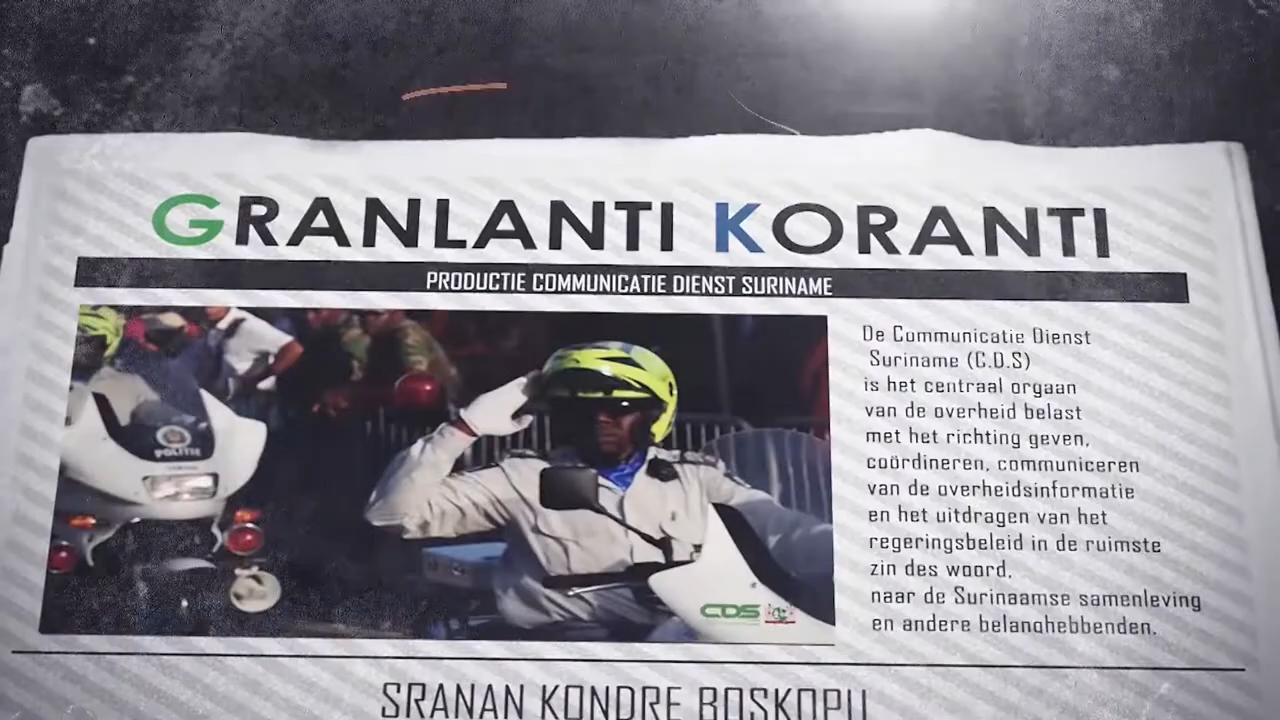 GRANLANTI KORANTI
PRODUCTIE COMMUNICATIE DIENST SURINAME
POLITIE
CDS
De Communicatie Dienst
Suriname (C.D.S)
is het centraal orgaan
van de overheid belast
met het richting geven,
coördineren, communiceren
van de overheidsinformatie
en het uitdragen van het
regeringsbeleid in de ruimste
zin des woord,
naar de Surinaamse samenleving
en andere belanghebbenden.
SRANAN KONDRE BOSKOPU